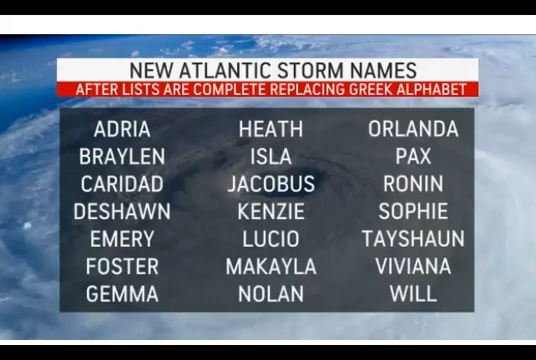 NEW ATLANTIC STORM NAMES
AFTER LISTS ARE COMPLETE REPLACING GREEK ALPHABET
ADRIA
BRAYLEN
CARIDAD
DESHAWN
EMERY
FOSTER
GEMMA
HEATH
ISLA
JACOBUS
KENZIE
LUCIO
MAKAYLA
NOLAN
ORLANDA
PAX
RONIN
SOPHIE
TAYSHAUN
VIVIANA
WILL